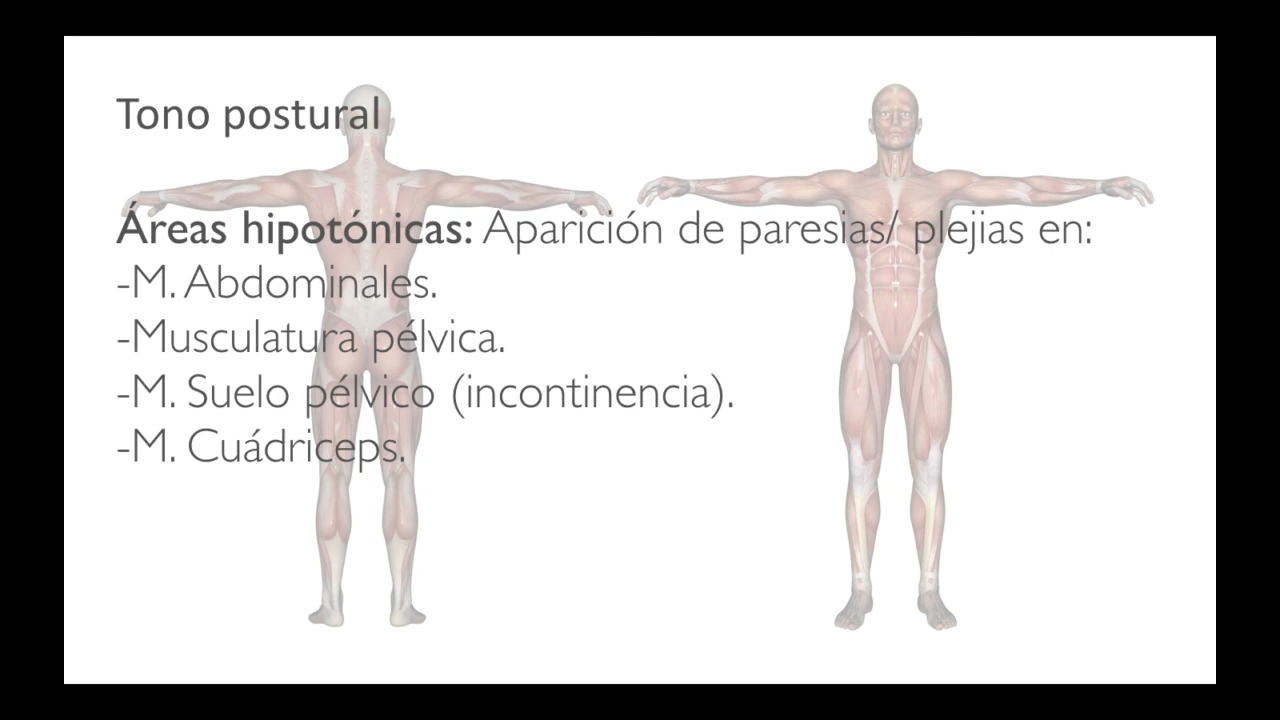 Tono postural
Áreas hipotónicas: Aparición de paresias/ plejias en:
-M. Abdominales.
-Musculatura pélvica.
-M. Suelo pélvico (incontinencia).
-M. Cuádriceps.